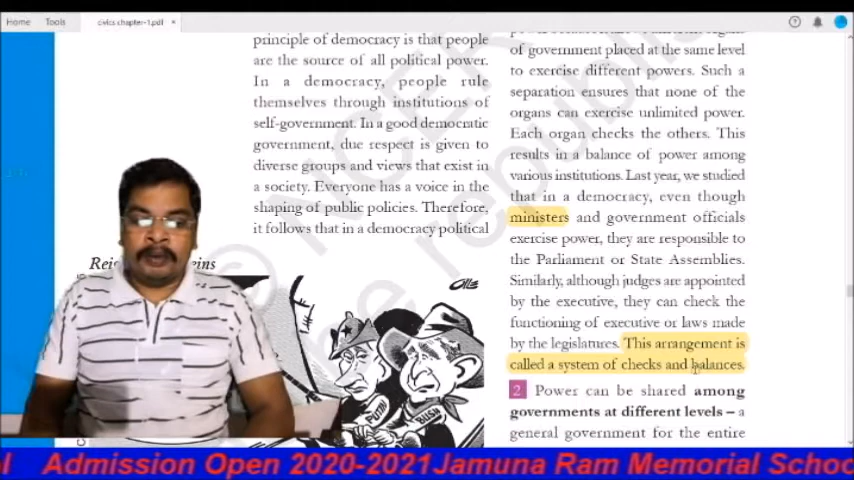 Home Tools civics chapter-1.pdf ×
principle of democracy is that people
are the source of all political power.
In a democracy, people rule
themselves through institutions of
self-government. In a good democratic
government, due respect is given to
diverse groups and views that exist in
a society. Everyone has a voice in the
shaping of public policies. Therefore,
it follows that in a democracy political
of government placed at the same level
to exercise different powers. Such a
separation ensures that none of the
organs can exercise unlimited power.
Each organ checks the others. This
results in a balance of power among
various institutions. Last year, we studied
that in a democracy, even though
ministers and government officials
exercise power, they are responsible to
the Parliament or State Assemblies.
Similarly, although judges are appointed
by the executive, they can check the
functioning of executive or laws made
by the legislatures. This arrangement is
called a system of checks and balances.
2 Power can be shared among
governments at different levels – a
general government for the entire
Olle
PUTIN
BUSH
Admission Open 2020-2021 Jamuna Ram Memorial Schoo